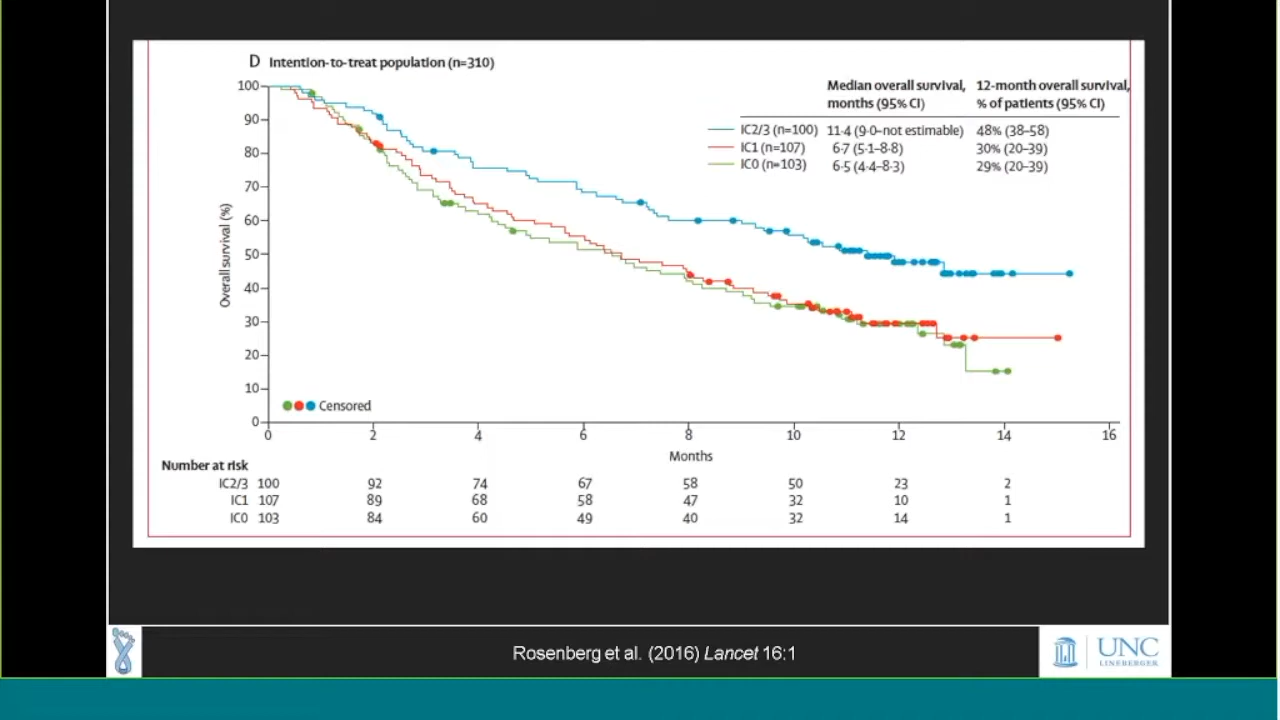 D Intention-to-treat population (n=310)
Median overall survival, months (95% CI)
12-month overall survival, % of patients (95% CI)
IC2/3 (n=100) 11·4 (9·0–not estimable) 48% (38–58)
IC1 (n=107) 6·7 (5·1–8·8) 30% (20–39)
IC0 (n=103) 6·5 (4·4–8·3) 29% (20–39)
Overall survival (%)
100
90
80
70
60
50
40
30
20
10
0
Censored
0 2 4 6 8 10 12 14 16
Months
Number at risk
IC2/3 100 92 74 67 58 50 23 2
IC1 107 89 68 58 47 32 10 1
IC0 103 84 60 49 40 32 14 1
Rosenberg et al. (2016) Lancet 16:1
UNC
LINEBERGER